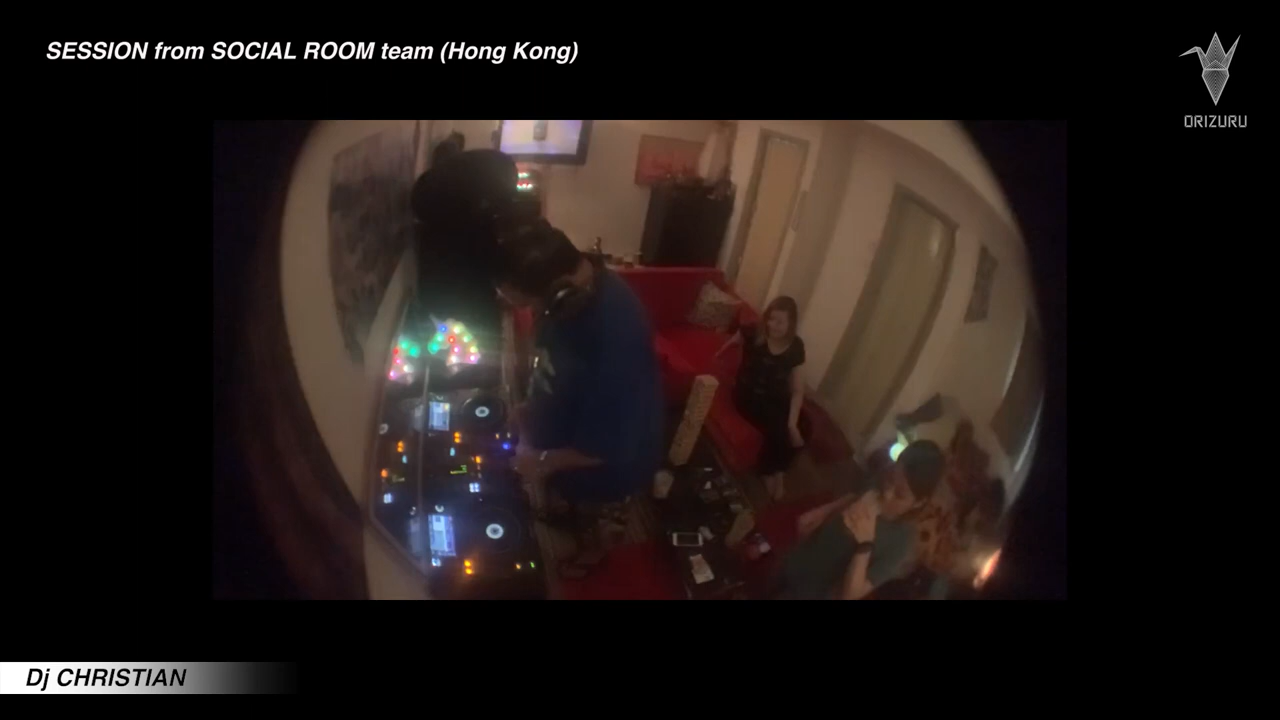 SESSION from SOCIAL ROOM team (Hong Kong)
ORIZURU
Dj CHRISTIAN